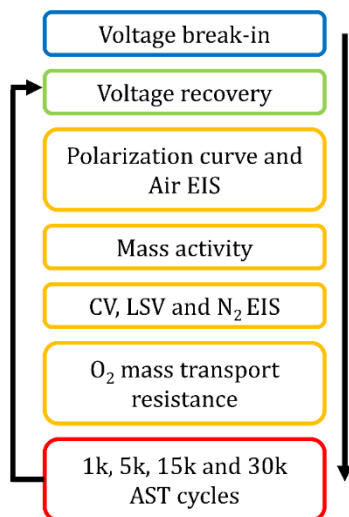 Voltage break-in
Voltage recovery
Polarization curve and
Air EIS
Mass activity
CV, LSV and N₂ EIS
O₂ mass transport
resistance
1k, 5k, 15k and 30k
AST cycles